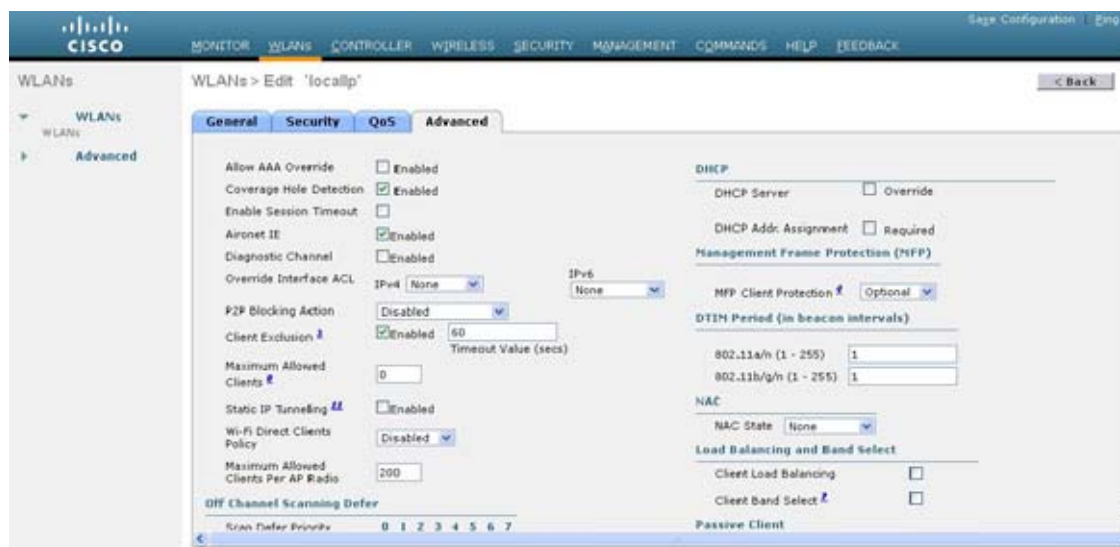 Save Configuration Ping
CISCO
MONITOR WLANs CONTROLLER WIRELESS SECURITY MANAGEMENT COMMANDS HELP FEEDBACK
WLANs
WLANs
WLANs
Advanced
WLANs > Edit 'locallp'
< Back
General Security QoS Advanced
Allow AAA Override Enabled
Coverage Hole Detection Enabled
Enable Session Timeout
Aironet IE Enabled
Diagnostic Channel Enabled
Override Interface ACL IPv4 None IPv6 None
P2P Blocking Action Disabled
Client Exclusion Enabled 60
Timeout Value (secs)
Maximum Allowed
Clients 0
Static IP Tunneling 11 Enabled
Wi-Fi Direct Clients
Policy Disabled
Maximum Allowed
Clients Per AP Radio 200
Off Channel Scanning Defer
Scan Defer Priority 0 1 2 3 4 5 6 7
DHCP
DHCP Server Override
DHCP Addr. Assignment Required
Management Frame Protection (MFP)
MFP Client Protection Optional
DTIM Period (in beacon intervals)
802.11a/n (1 - 255) 1
802.11b/g/n (1 - 255) 1
NAC
NAC State None
Load Balancing and Band Select
Client Load Balancing
Client Band Select
Passive Client